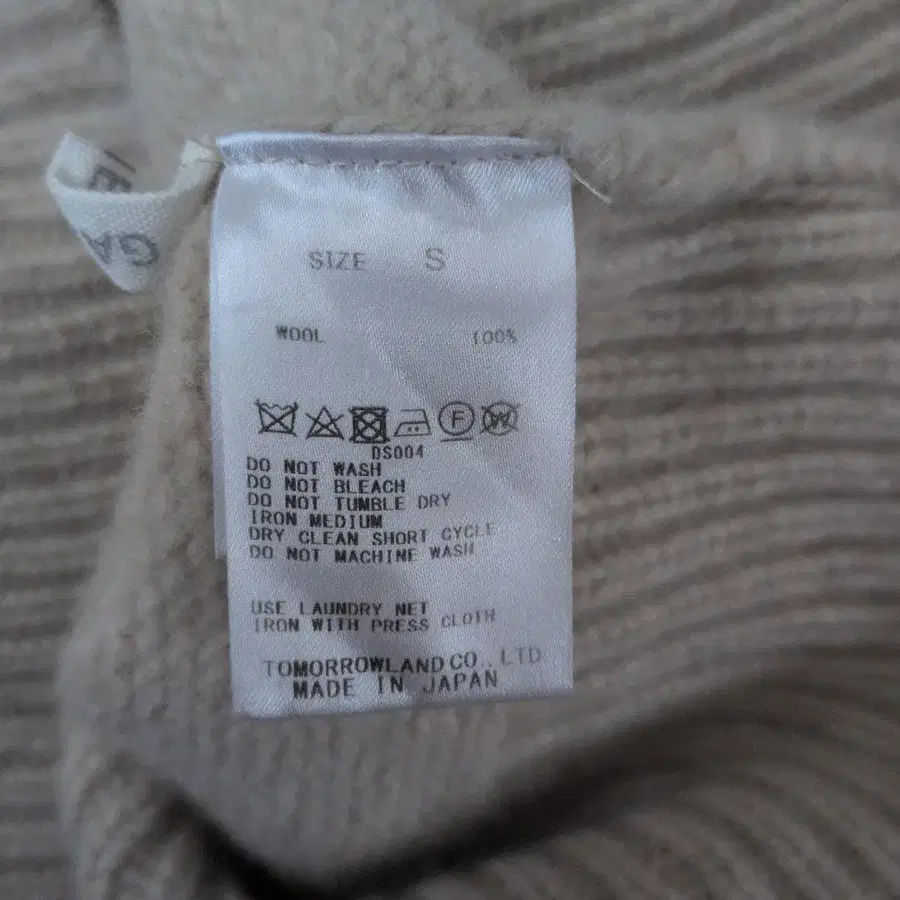 GA
SIZE S
WOOL 100%
F W
DS004
DO NOT WASH
DO NOT BLEACH
DO NOT TUMBLE DRY
IRON MEDIUM
DRY CLEAN SHORT CYCLE
DO NOT MACHINE WASH
USE LAUNDRY NET
IRON WITH PRESS CLOTH
TOMORROWLAND CO., LTD
MADE IN JAPAN